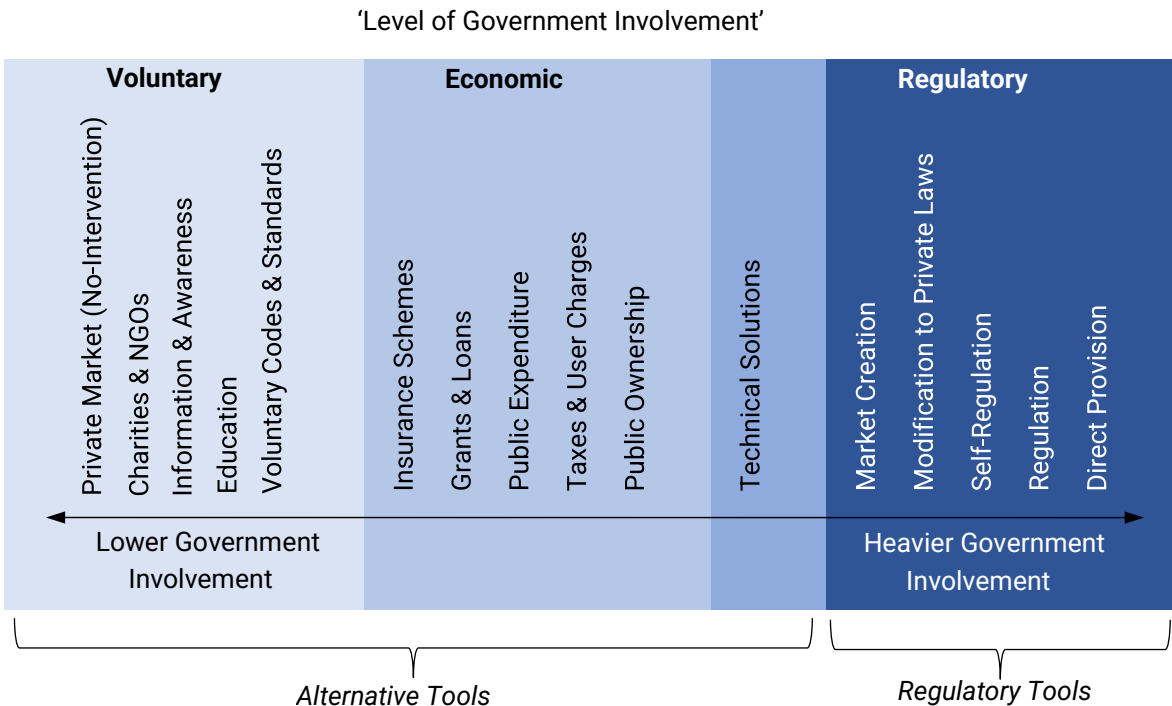 ‘Level of Government Involvement’
Voluntary
Economic
Regulatory
Private Market (No-Intervention)
Charities & NGOs
Information & Awareness
Education
Voluntary Codes & Standards
Insurance Schemes
Grants & Loans
Public Expenditure
Taxes & User Charges
Public Ownership
Technical Solutions
Market Creation
Modification to Private Laws
Self-Regulation
Regulation
Direct Provision
Lower Government
Involvement
Heavier Government
Involvement
Alternative Tools
Regulatory Tools